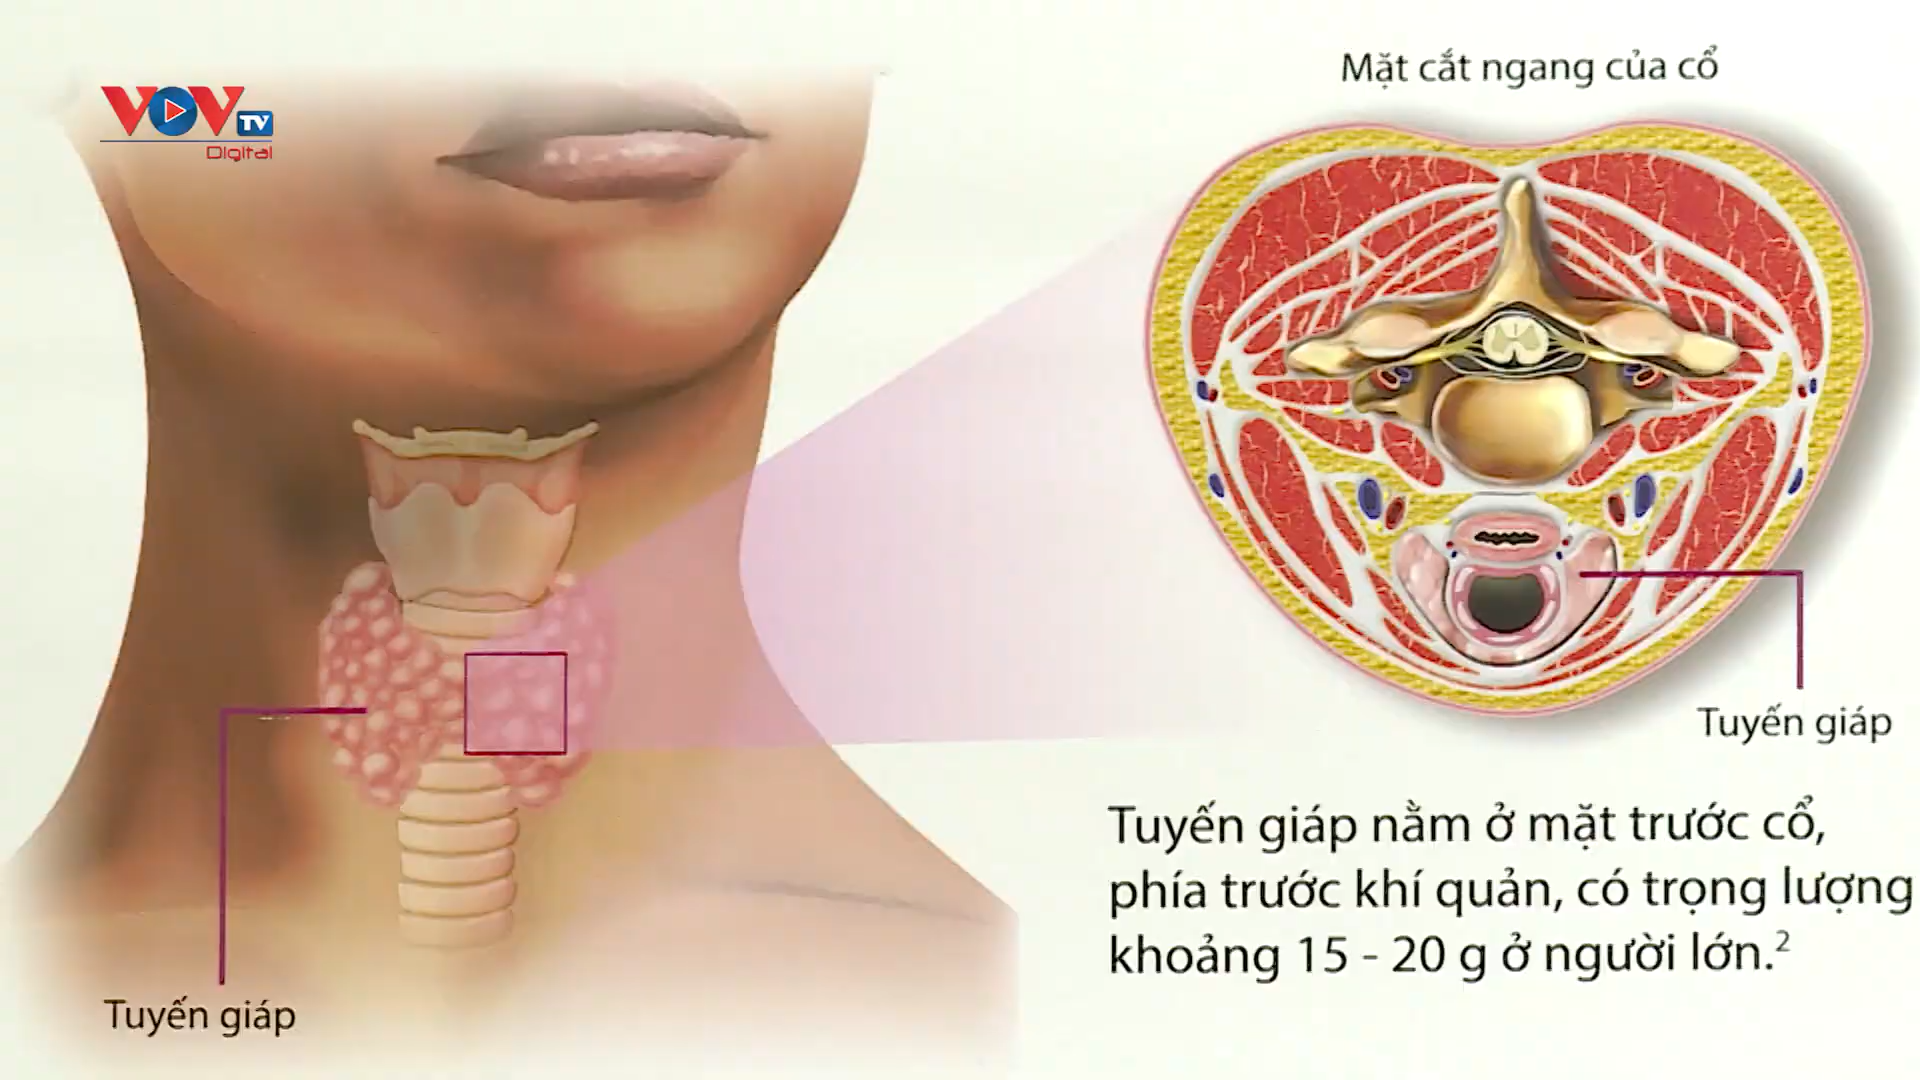 VOV TV
Digital
Mặt cắt ngang của cổ
Tuyến giáp
Tuyến giáp nằm ở mặt trước cổ,
phía trước khí quản, có trọng lượng
khoảng 15 - 20 g ở người lớn.²
Tuyến giáp